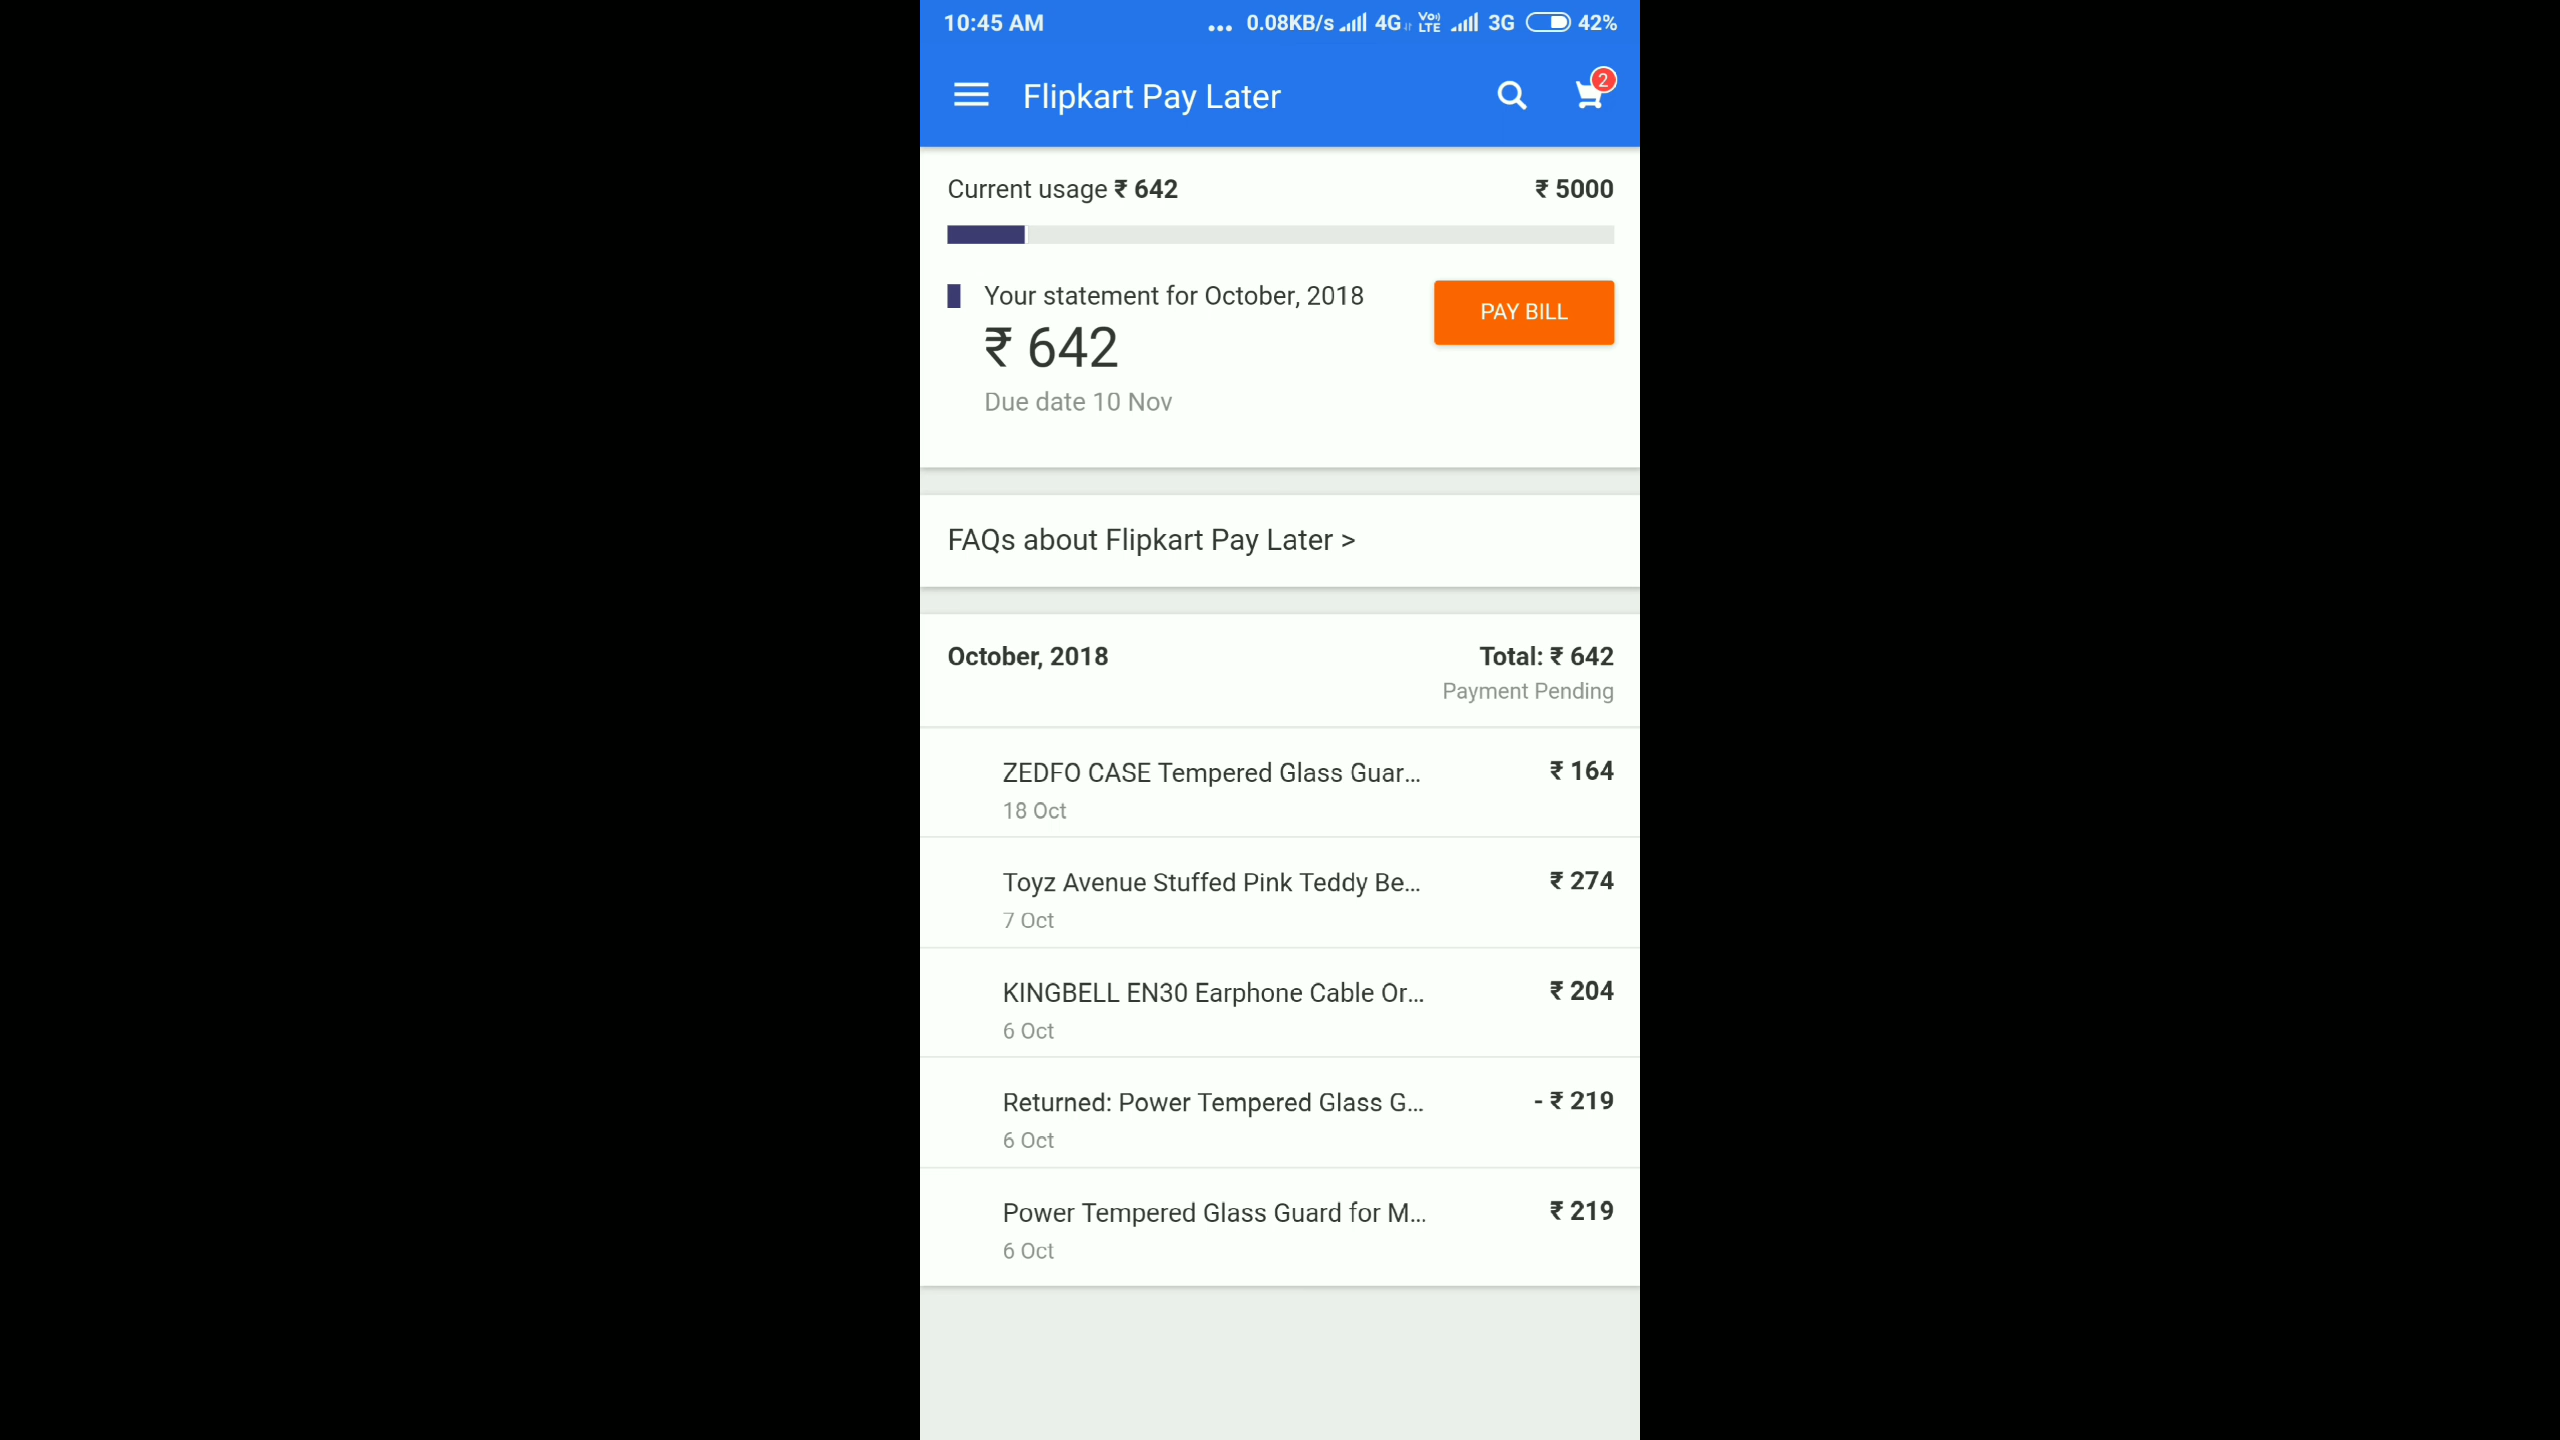 10:45 AM ... 0.08KB/s 4G VoLTE 3G 42%
Flipkart Pay Later 2
Current usage ₹ 642 ₹ 5000
Your statement for October, 2018
PAY BILL
₹ 642
Due date 10 Nov
FAQs about Flipkart Pay Later >
October, 2018 Total: ₹ 642
Payment Pending
ZEDFO CASE Tempered Glass Guar... ₹ 164
18 Oct
Toyz Avenue Stuffed Pink Teddy Be... ₹ 274
7 Oct
KINGBELL EN30 Earphone Cable Or... ₹ 204
6 Oct
Returned: Power Tempered Glass G... - ₹ 219
6 Oct
Power Tempered Glass Guard for M... ₹ 219
6 Oct